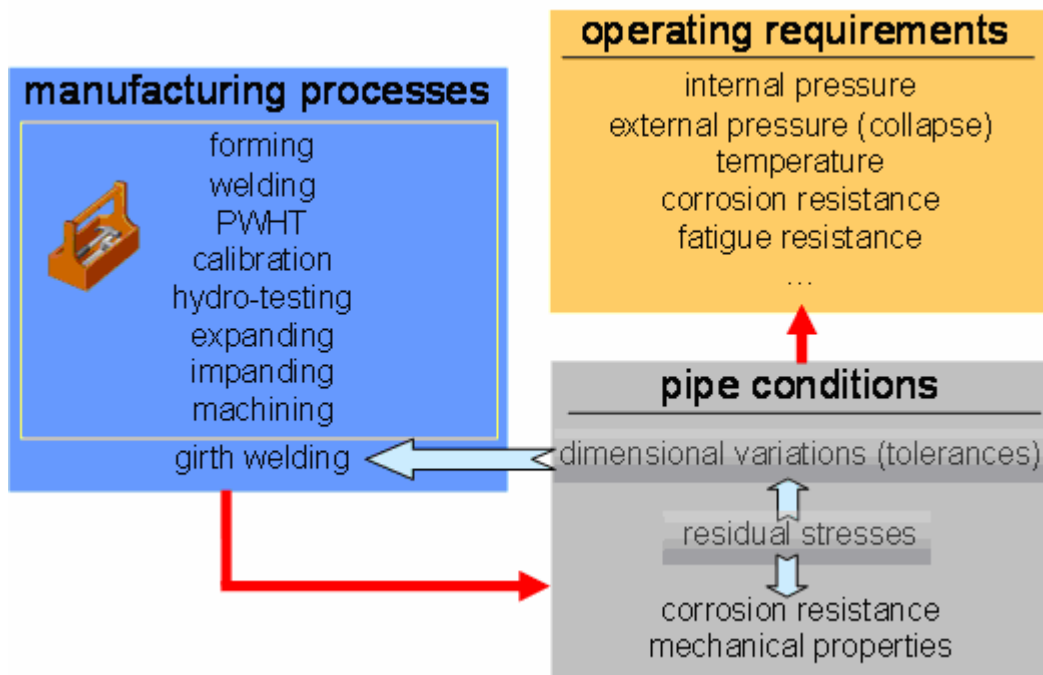 manufacturing processes
forming
welding
PWHT
calibration
hydro-testing
expanding
impanding
machining
girth welding
operating requirements
internal pressure
external pressure (collapse)
temperature
corrosion resistance
fatigue resistance
...
pipe conditions
dimensional variations (tolerances)
residual stresses
corrosion resistance
mechanical properties